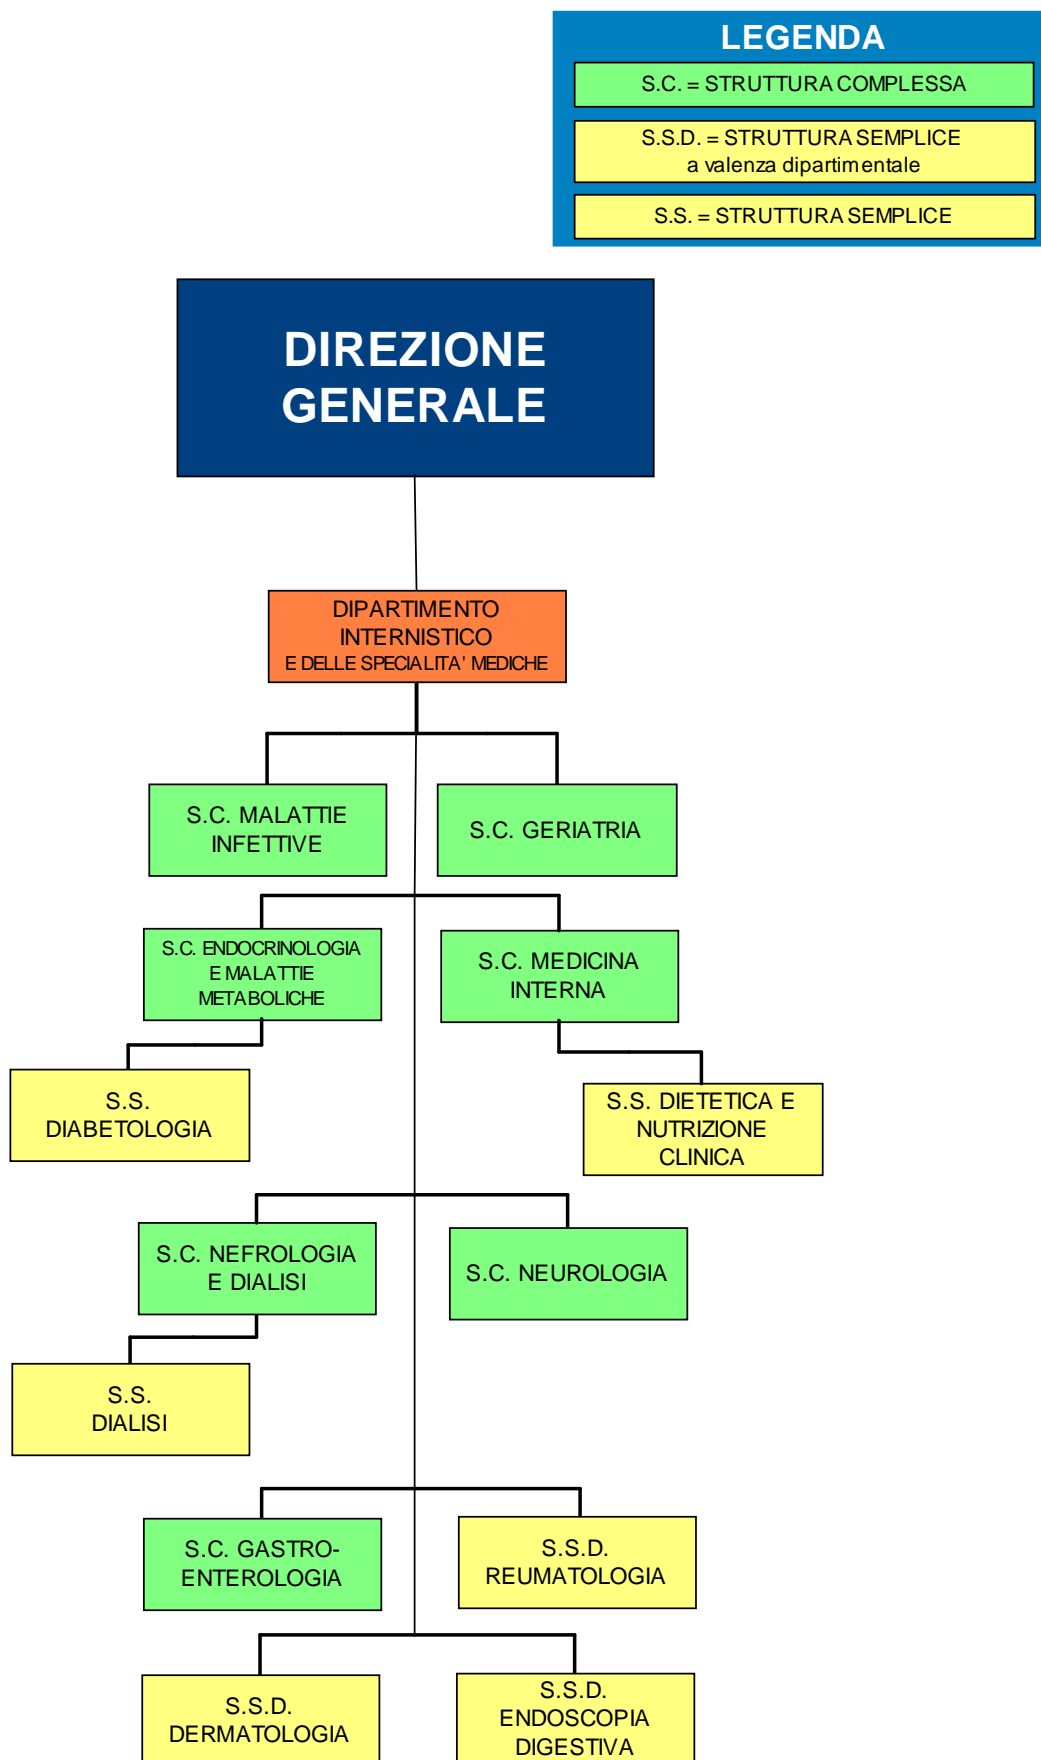 LEGENDA
S.C. = STRUTTURA COMPLESSA
S.S.D. = STRUTTURA SEMPLICE
a valenza dipartimentale
S.S. = STRUTTURA SEMPLICE
DIREZIONE
GENERALE
DIPARTIMENTO
INTERNISTICO
E DELLE SPECIALITA' MEDICHE
S.C. MALATTIE
INFETTIVE
S.C. GERIATRIA
S.C. ENDOCRINOLOGIA
E MALATTIE
METABOLICHE
S.C. MEDICINA
INTERNA
S.S.
DIABETOLOGIA
S.S. DIETETICA E
NUTRIZIONE
CLINICA
S.C. NEFROLOGIA
E DIALISI
S.C. NEUROLOGIA
S.S.
DIALISI
S.C. GASTRO-
ENTEROLOGIA
S.S.D.
REUMATOLOGIA
S.S.D.
DERMATOLOGIA
S.S.D.
ENDOSCOPIA
DIGESTIVA